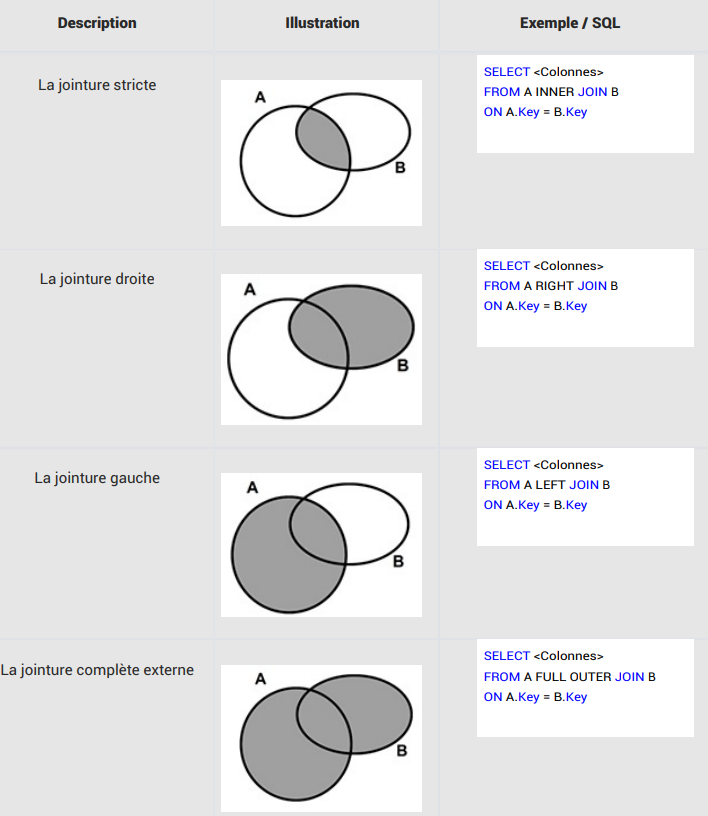 Description
Illustration
Exemple / SQL
La jointure stricte
A
B
SELECT <Colonnes>
FROM A INNER JOIN B
ON A.Key = B.Key
La jointure droite
A
B
SELECT <Colonnes>
FROM A RIGHT JOIN B
ON A.Key = B.Key
La jointure gauche
A
B
SELECT <Colonnes>
FROM A LEFT JOIN B
ON A.Key = B.Key
La jointure complète externe
A
B
SELECT <Colonnes>
FROM A FULL OUTER JOIN B
ON A.Key = B.Key